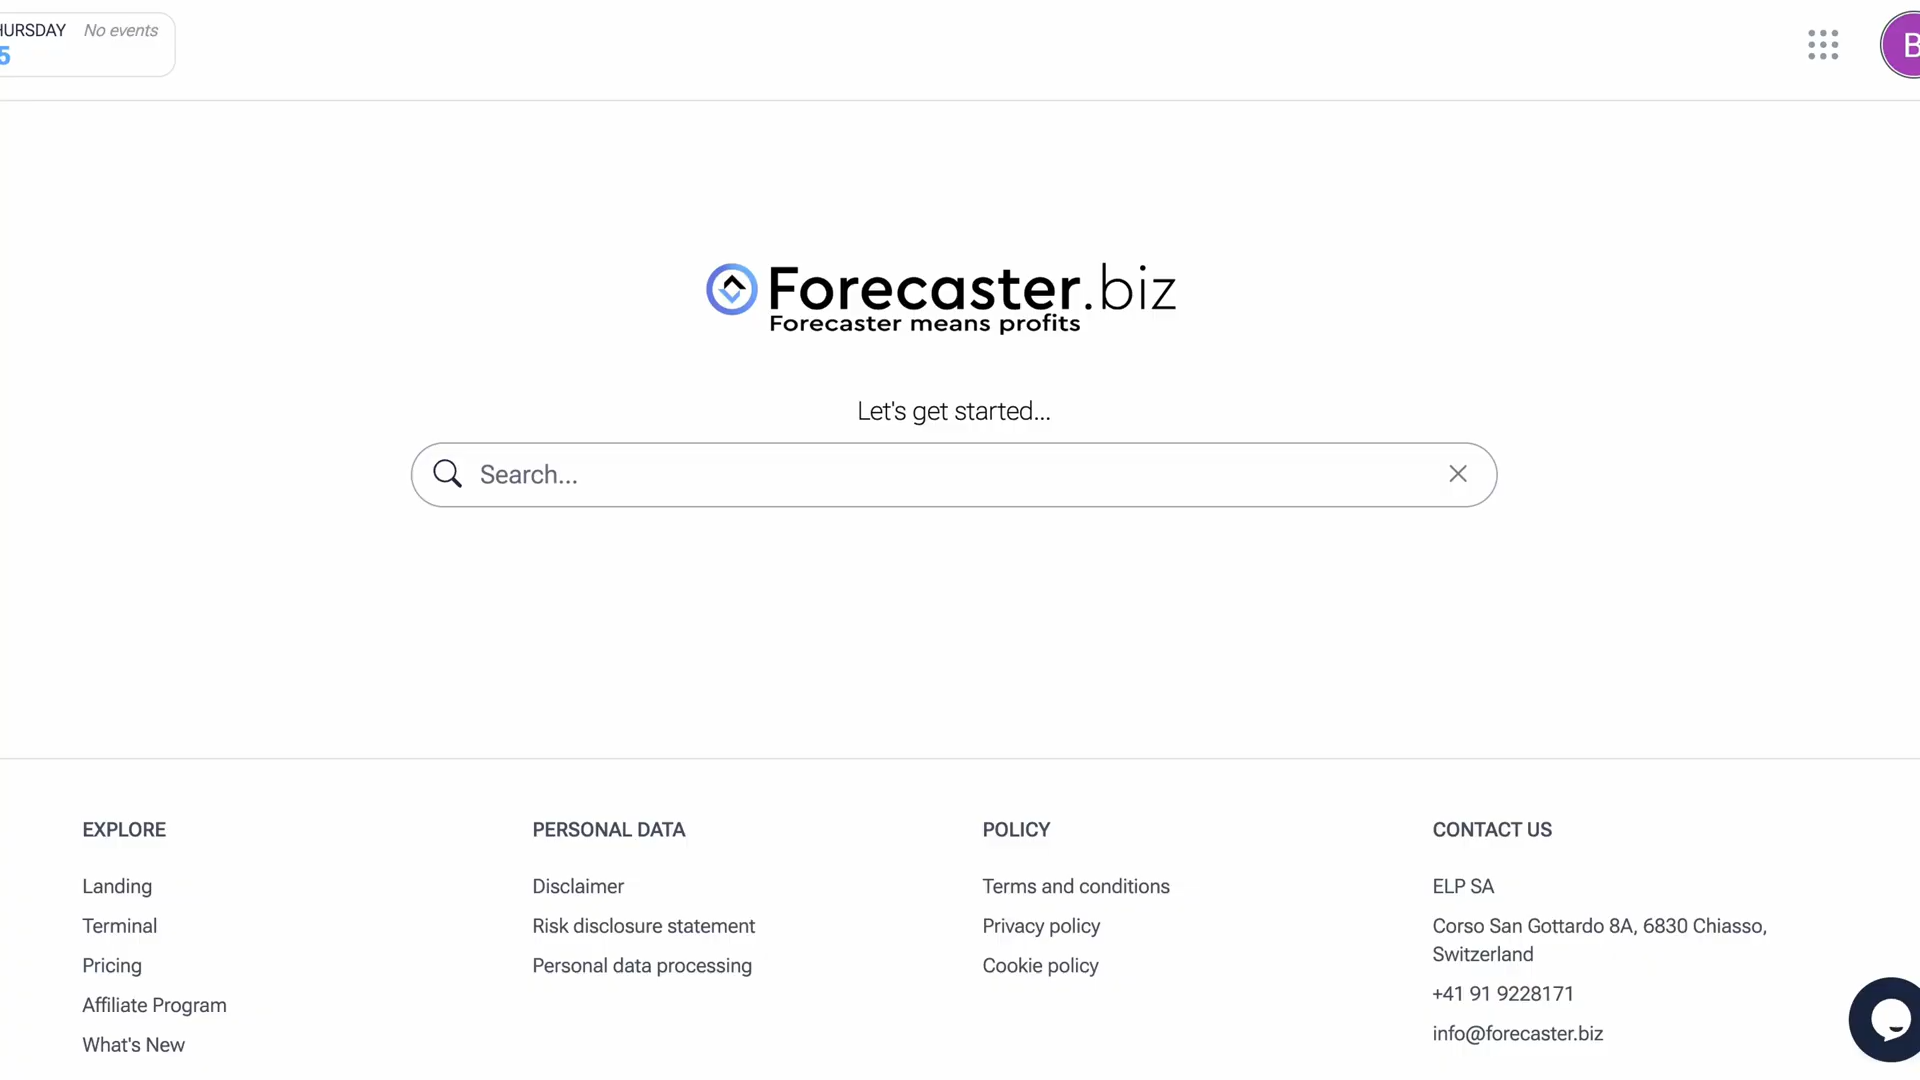 HURSDAY No events
5
B
Forecaster.biz
Forecaster means profits
Let's get started...
Search...
EXPLORE
Landing
Terminal
Pricing
Affiliate Program
What's New
PERSONAL DATA
Disclaimer
Risk disclosure statement
Personal data processing
POLICY
Terms and conditions
Privacy policy
Cookie policy
CONTACT US
ELP SA
Corso San Gottardo 8A, 6830 Chiasso,
Switzerland
+41 91 9228171
info@forecaster.biz